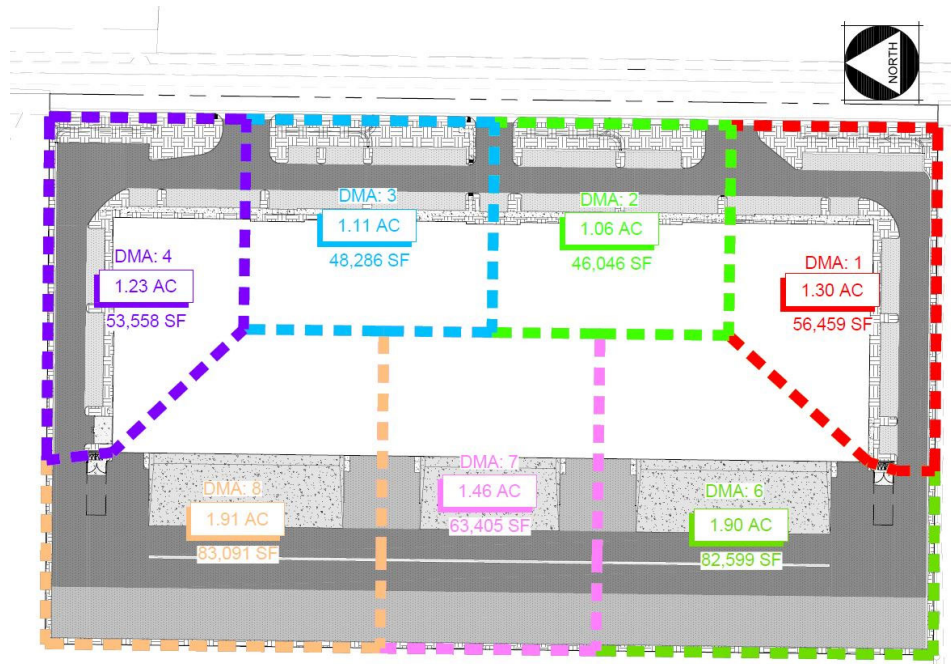 NORTH
DMA: 3
1.11 AC
48,286 SF
DMA: 2
1.06 AC
46,046 SF
DMA: 4
1.23 AC
53,558 SF
DMA: 1
1.30 AC
56,459 SF
DMA: 8
1.91 AC
83,091 SF
DMA: 7
1.46 AC
63,405 SF
DMA: 6
1.90 AC
82,599 SF